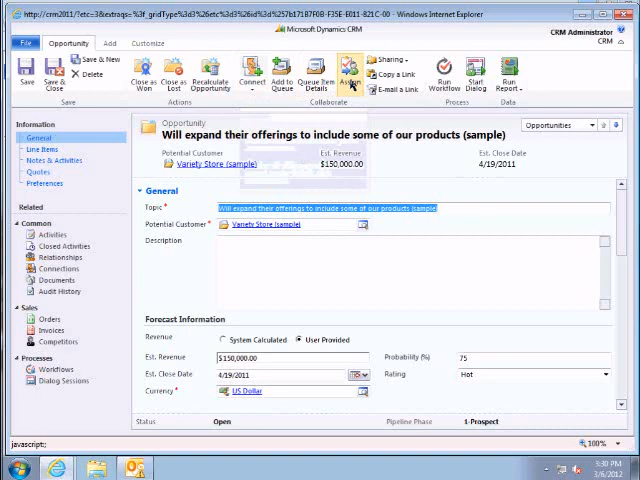 http://crm2011/?etc=3&extraqs=%3f_gridType%3d3%26etc%3d3%26id%3d%257b17187F0B-F35E-E011-821C-00 - Windows Internet Explorer
Microsoft Dynamics CRM
CRM Administrator
CRM
File
Opportunity
Add
Customize
Save
Save & Close
Save & New
Delete
Close as Won
Close as Lost
Recalculate Opportunity
Connect
Add to Queue
Queue Item Details
Assign
Sharing
Copy a Link
E-mail a Link
Run Workflow
Start Dialog
Run Report
Save
Actions
Collaborate
Process
Data
Information
General
Line Items
Notes & Activities
Quotes
Preferences
Related
Common
Activities
Closed Activities
Relationships
Connections
Documents
Audit History
Sales
Orders
Invoices
Competitors
Processes
Workflows
Dialog Sessions
Opportunity
Opportunities
Will expand their offerings to include some of our products (sample)
Potential Customer
Est. Revenue
Est. Close Date
Variety Store (sample)
$150,000.00
4/19/2011
General
Topic *
Will expand their offerings to include some of our products (sample)
Potential Customer *
Variety Store (sample)
Description
Forecast Information
Revenue
System Calculated
User Provided
Est. Revenue
$150,000.00
Probability (%)
75
Est. Close Date
4/19/2011
Rating
Hot
Currency *
US Dollar
Status
Open
Pipeline Phase
1-Prospect
javascript:;
100%
3:30 PM
3/6/2012